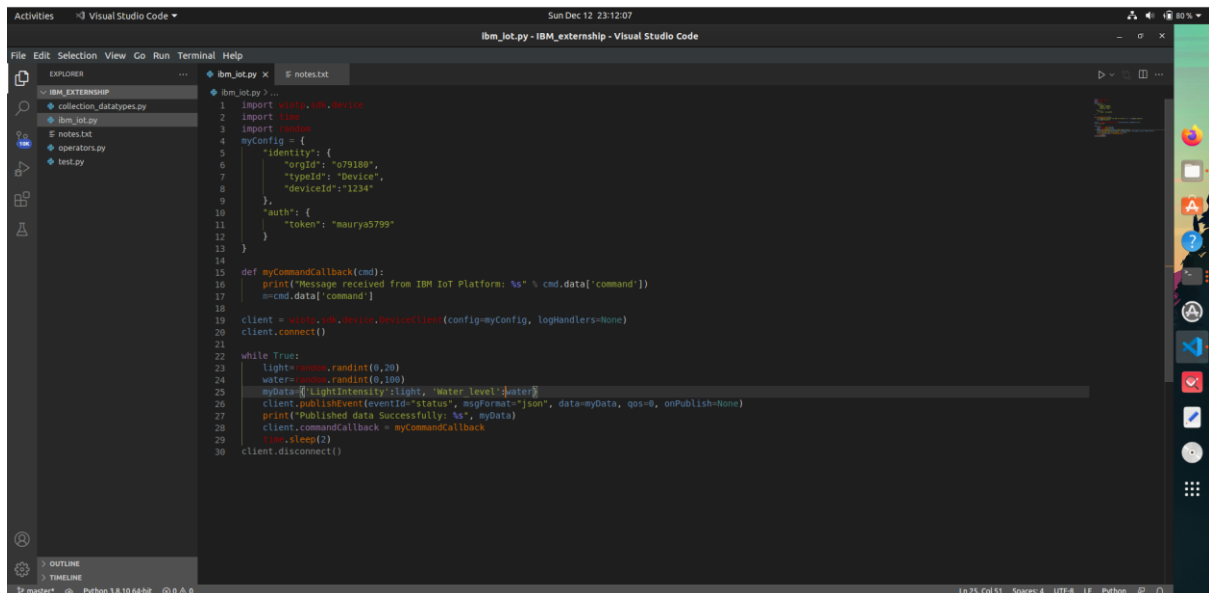 Activities Visual Studio Code Sun Dec 12 23:12:07 80 %
ibm_iot.py - IBM_externship - Visual Studio Code
File Edit Selection View Go Run Terminal Help
EXPLORER
IBM_EXTERNSHIP
collection_datatypes.py
ibm_iot.py
notes.txt
operators.py
test.py
OUTLINE
TIMELINE
10K
ibm_iot.py notes.txt
ibm_iot.py > ...
1 import wiotp.sdk.device
2 import time
3 import random
4 myConfig = {
5 "identity": {
6 "orgId": "o79180",
7 "typeId": "Device",
8 "deviceId":"1234"
9 },
10 "auth": {
11 "token": "maurya5799"
12 }
13 }
14
15 def myCommandCallback(cmd):
16 print("Message received from IBM IoT Platform: %s" % cmd.data['command'])
17 m=cmd.data['command']
18
19 client = wiotp.sdk.device.DeviceClient(config=myConfig, logHandlers=None)
20 client.connect()
21
22 while True:
23 light=random.randint(0,20)
24 water=random.randint(0,100)
25 myData={'LightIntensity':light, 'Water_level':water}
26 client.publishEvent(eventId="status", msgFormat="json", data=myData, qos=0, onPublish=None)
27 print("Published data Successfully: %s", myData)
28 client.commandCallback = myCommandCallback
29 time.sleep(2)
30 client.disconnect()
master* Python 3.8.10 64-bit 0 0 Ln 25, Col 51 Spaces: 4 UTF-8 LF Python